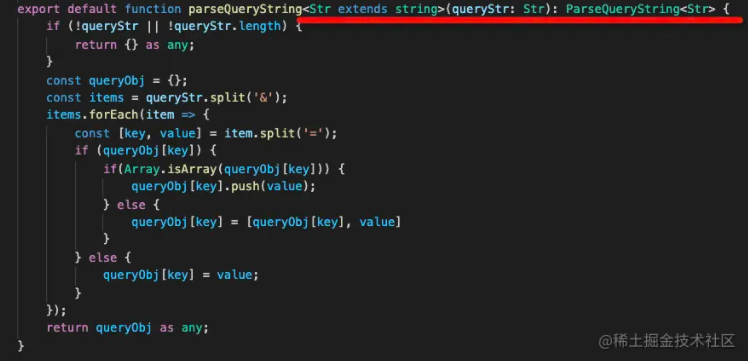 export default function parseQueryString<Str extends string>(queryStr: Str): ParseQueryString<Str> {
    if (!queryStr || !queryStr.length) {
        return {} as any;
    }
    const queryObj = {};
    const items = queryStr.split('&');
    items.forEach(item => {
        const [key, value] = item.split('=');
        if (queryObj[key]) {
            if(Array.isArray(queryObj[key])) {
                queryObj[key].push(value);
            } else {
                queryObj[key] = [queryObj[key], value]
            }
        } else {
            queryObj[key] = value;
        }
    });
    return queryObj as any;
}
@稀土掘金技术社区